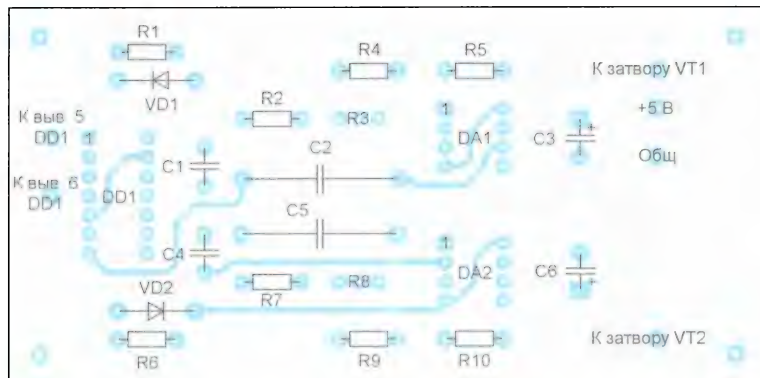 R1
R4
R5
К затвору VT1
VD1
R2
К выв 5
DD1
1
R3
1
DA1
C3
+
+5 В
C2
C1
Общ
К выв 6
DD1
DD1
C5
C4
1
DA2
C6
+
VD2
R7
R8
R6
R9
R10
К затвору VT2